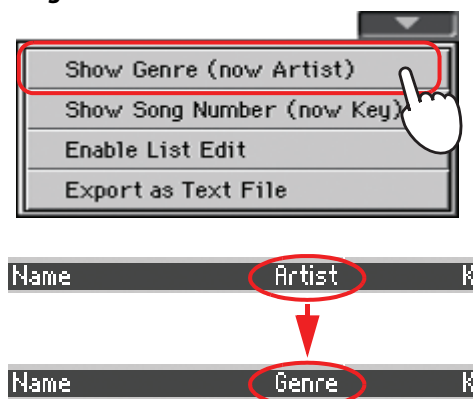 Show Genre (now Artist)
Show Song Number (now Key)
Enable List Edit
Export as Text File
Name Artist K
Name Genre K